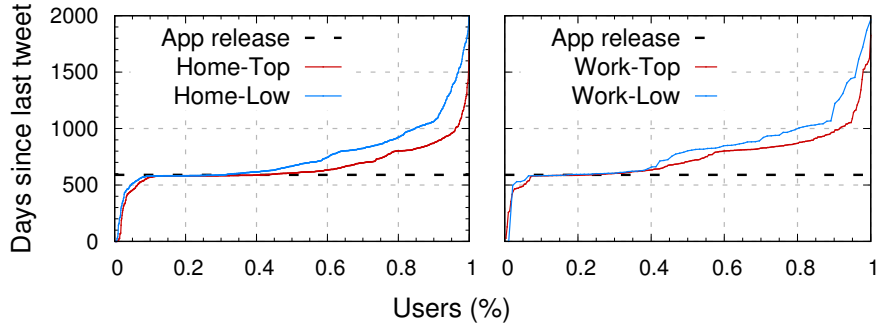 Days since last tweet
2000
1500
1000
500
0
App release
Home-Top
Home-Low
0 0.2 0.4 0.6 0.8 1
App release
Work-Top
Work-Low
0 0.2 0.4 0.6 0.8 1
Users (%)